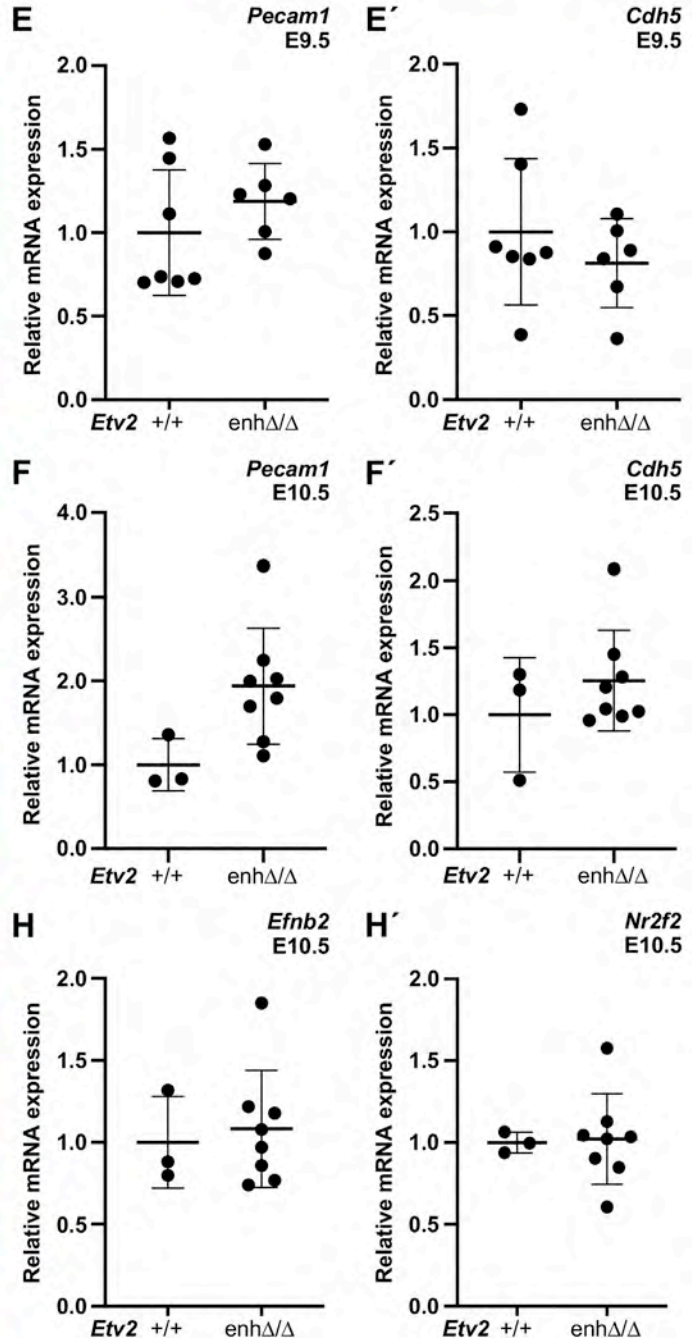 E
Pecam1
E9.5
Relative mRNA expression
2.0
1.5
1.0
0.5
0.0
Etv2 +/+ enhΔ/Δ
E´
Cdh5
E9.5
Relative mRNA expression
2.0
1.5
1.0
0.5
0.0
+/+ enhΔ/Δ
F
Pecam1
E10.5
Relative mRNA expression
4.0
3.0
2.0
1.0
0.0
Etv2 +/+ enhΔ/Δ
F´
Cdh5
E10.5
Relative mRNA expression
2.5
2.0
1.5
1.0
0.5
0.0
+/+ enhΔ/Δ
H
Efnb2
E10.5
Relative mRNA expression
2.0
1.5
1.0
0.5
0.0
Etv2 +/+ enhΔ/Δ
H´
Nr2f2
E10.5
Relative mRNA expression
2.0
1.5
1.0
0.5
0.0
+/+ enhΔ/Δ